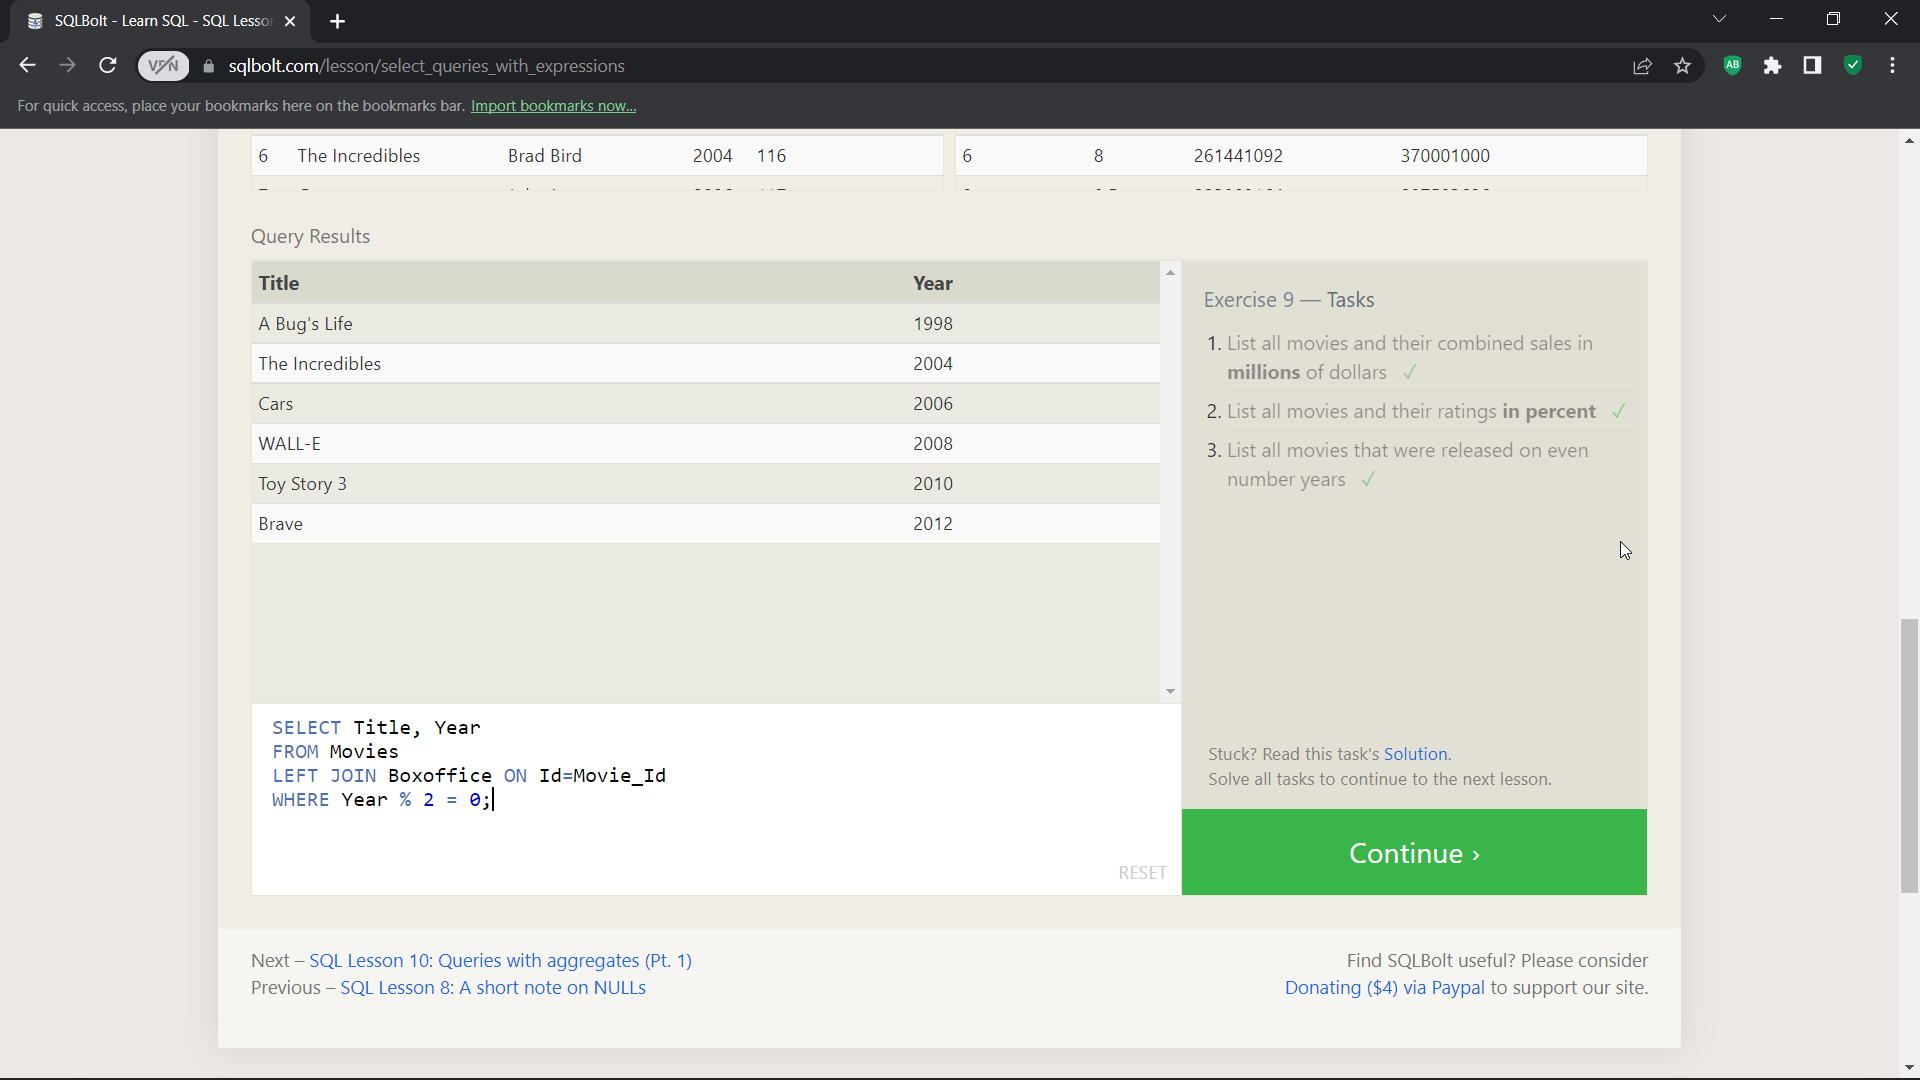 SQLBolt - Learn SQL - SQL Lesso
VPN
sqlbolt.com/lesson/select_queries_with_expressions
AB
For quick access, place your bookmarks here on the bookmarks bar. Import bookmarks now...
6 The Incredibles Brad Bird 2004 116
6 8 261441092 370001000
Query Results
Title Year
A Bug's Life 1998
The Incredibles 2004
Cars 2006
WALL-E 2008
Toy Story 3 2010
Brave 2012
Exercise 9 — Tasks
1. List all movies and their combined sales in
millions of dollars ✓
2. List all movies and their ratings in percent ✓
3. List all movies that were released on even
number years ✓
SELECT Title, Year
FROM Movies
LEFT JOIN Boxoffice ON Id=Movie_Id
WHERE Year % 2 = 0;
RESET
Stuck? Read this task's Solution.
Solve all tasks to continue to the next lesson.
Continue ›
Next – SQL Lesson 10: Queries with aggregates (Pt. 1)
Previous – SQL Lesson 8: A short note on NULLs
Find SQLBolt useful? Please consider
Donating ($4) via Paypal to support our site.